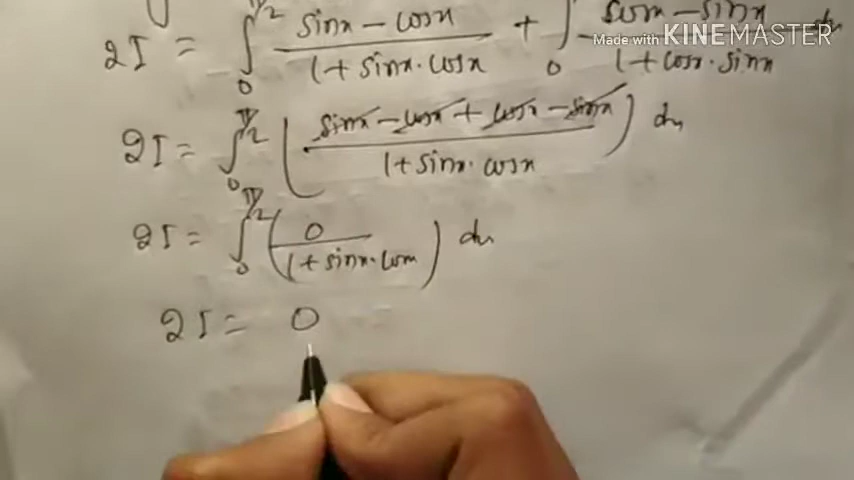 2I = ∫₀^π/2 (sinx - cosx)/(1 + sinx · cosx) + ∫₀ (cosx - sinx)/(1 + cosx · sinx) dx
Made with KINEMASTER
2I = ∫₀^π/2 ( (sinx - cosx + cosx - sinx)/(1 + sinx · cosx) ) dx
2I = ∫₀^π/2 ( 0/(1 + sinx · cosx) ) dx
2I = 0